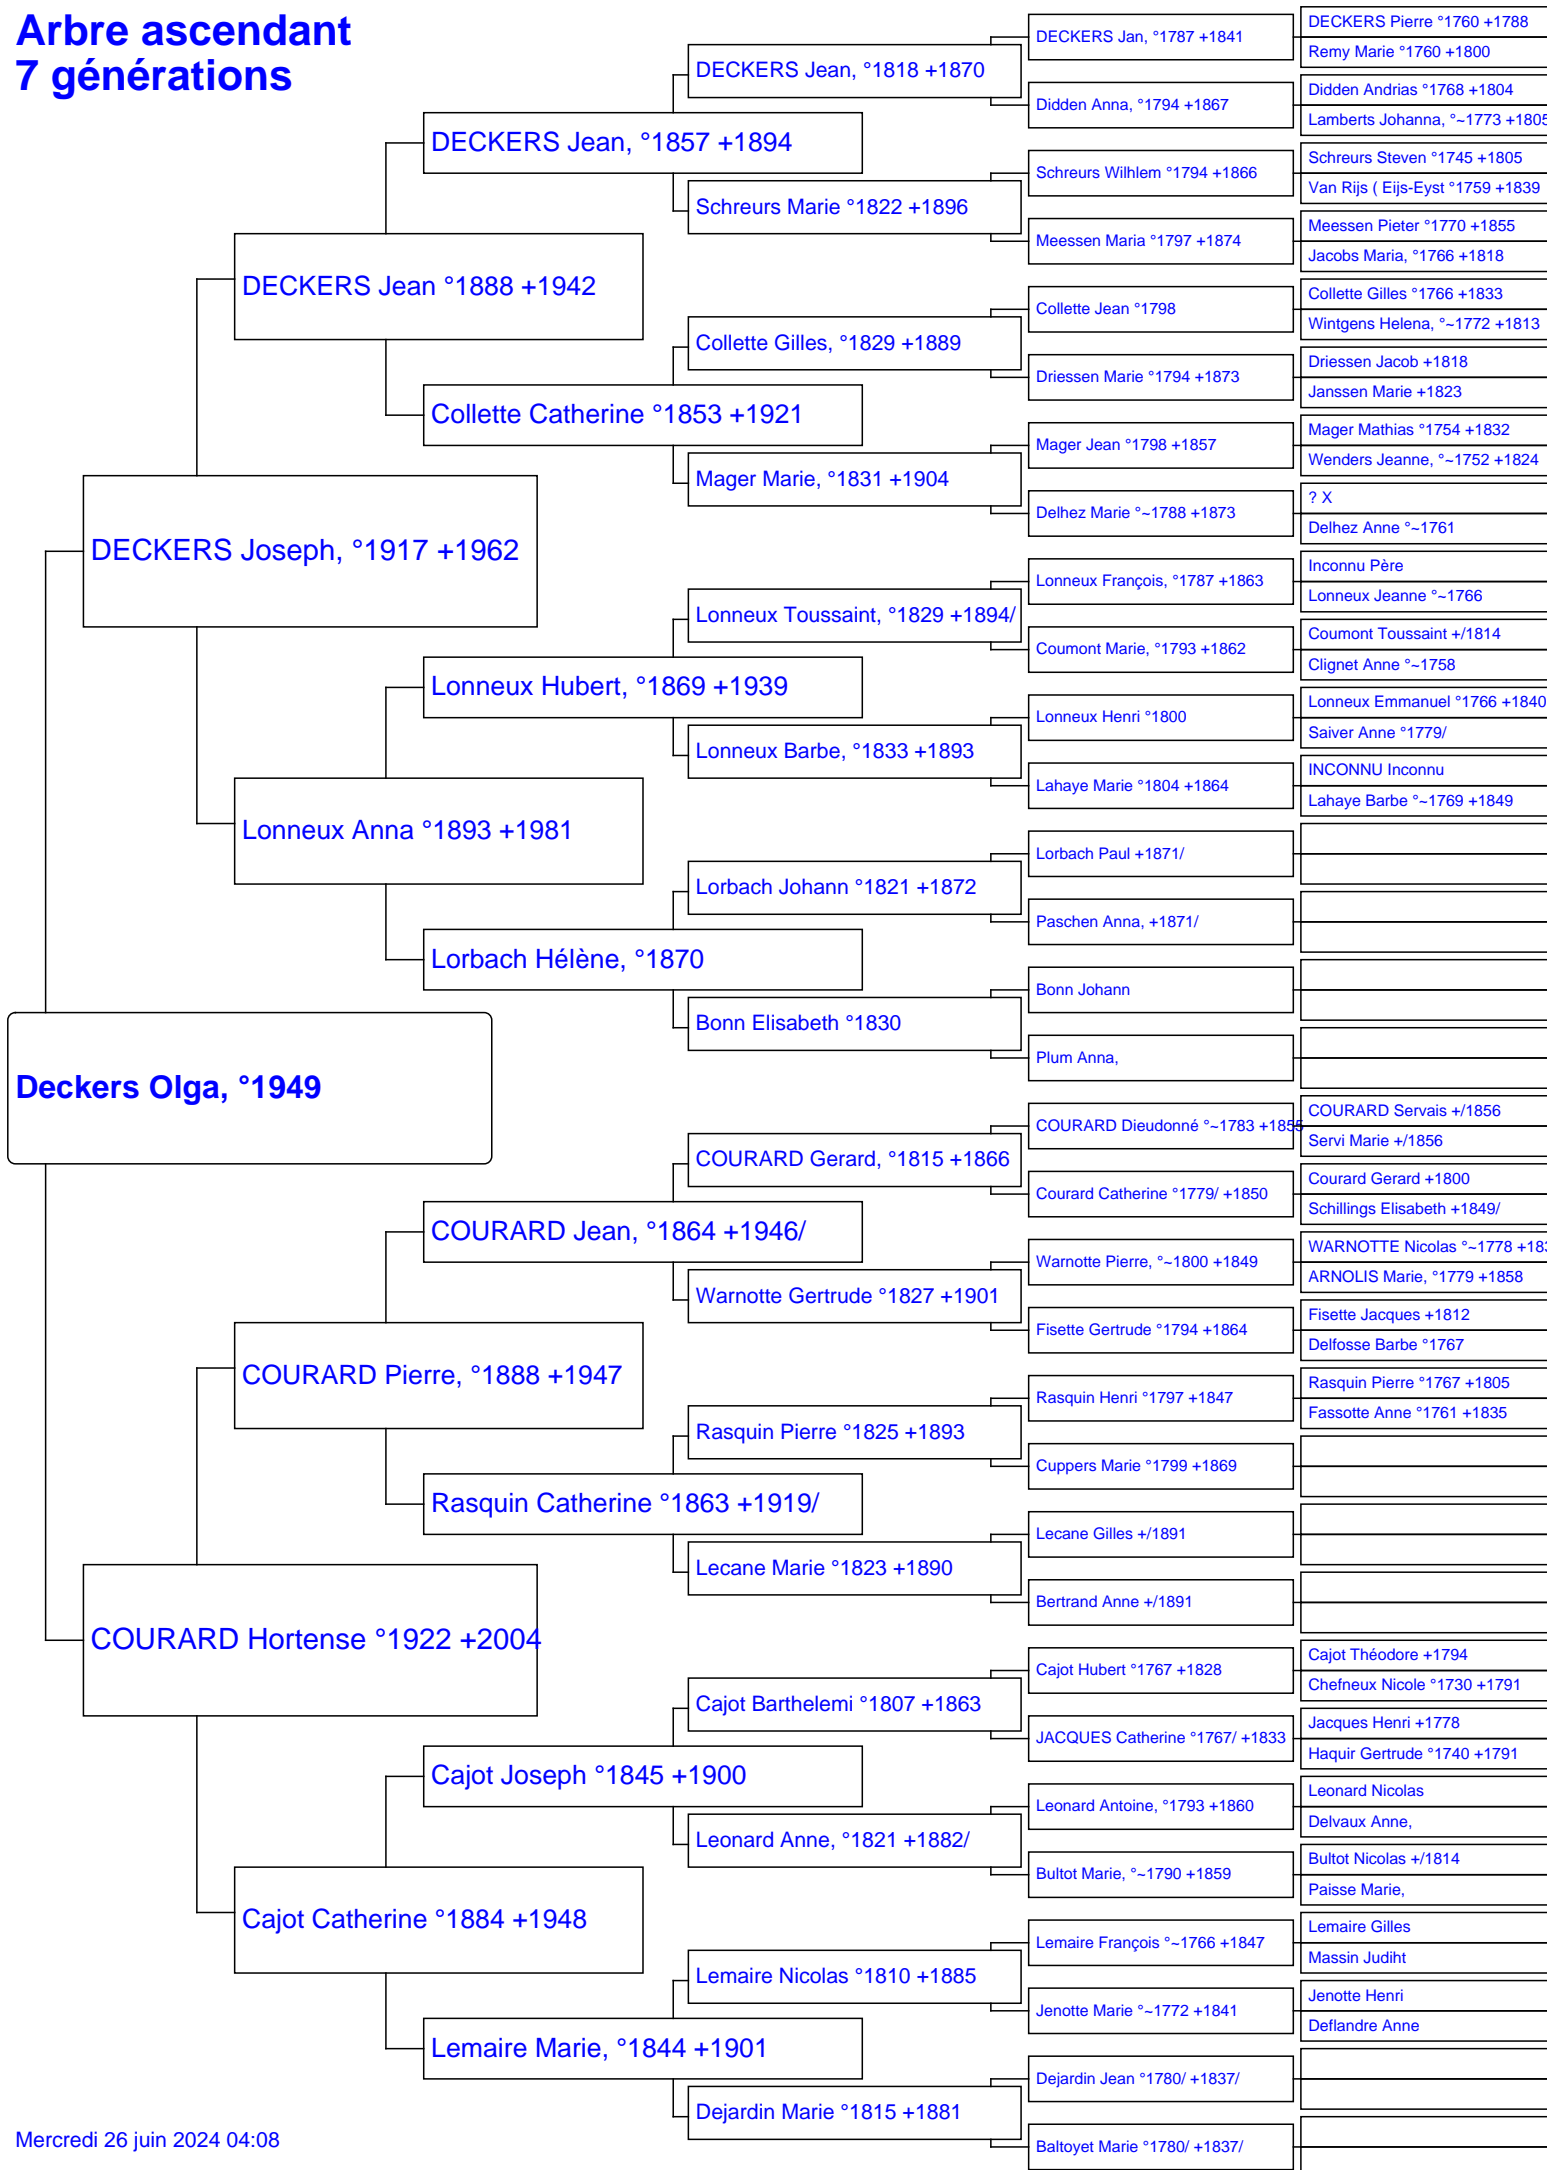 Arbre ascendant
7 générations
Deckers Olga, °1949
DECKERS Joseph, °1917 +1962
COURARD Hortense °1922 +2004
DECKERS Jean °1888 +1942
Lonneux Anna °1893 +1981
COURARD Pierre, °1888 +1947
Cajot Catherine °1884 +1948
DECKERS Jean, °1857 +1894
Collette Catherine °1853 +1921
Lonneux Hubert, °1869 +1939
Lorbach Hélène, °1870
COURARD Jean, °1864 +1946/
Rasquin Catherine °1863 +1919/
Cajot Joseph °1845 +1900
Lemaire Marie, °1844 +1901
DECKERS Jean, °1818 +1870
Schreurs Marie °1822 +1896
Collette Gilles, °1829 +1889
Mager Marie, °1831 +1904
Lonneux Toussaint, °1829 +1894/
Lonneux Barbe, °1833 +1893
Lorbach Johann °1821 +1872
Bonn Elisabeth °1830
COURARD Gerard, °1815 +1866
Warnotte Gertrude °1827 +1901
Rasquin Pierre °1825 +1893
Lecane Marie °1823 +1890
Cajot Barthelemi °1807 +1863
Leonard Anne, °1821 +1882/
Lemaire Nicolas °1810 +1885
Dejardin Marie °1815 +1881
DECKERS Jan, °1787 +1841
Didden Anna, °1794 +1867
Schreurs Wilhlem °1794 +1866
Meessen Maria °1797 +1874
Collette Jean °1798
Driessen Marie °1794 +1873
Mager Jean °1798 +1857
Delhez Marie °~1788 +1873
Lonneux François, °1787 +1863
Coumont Marie, °1793 +1862
Lonneux Henri °1800
Lahaye Marie °1804 +1864
Lorbach Paul +1871/
Paschen Anna, +1871/
Bonn Johann
Plum Anna,
COURARD Dieudonné °~1783 +1855
Courard Catherine °1779/ +1850
Warnotte Pierre, °~1800 +1849
Fisette Gertrude °1794 +1864
Rasquin Henri °1797 +1847
Cuppers Marie °1799 +1869
Lecane Gilles +/1891
Bertrand Anne +/1891
Cajot Hubert °1767 +1828
JACQUES Catherine °1767/ +1833
Leonard Antoine, °1793 +1860
Bultot Marie, °~1790 +1859
Lemaire François °~1766 +1847
Jenotte Marie °~1772 +1841
Dejardin Jean °1780/ +1837/
Baltoyet Marie °1780/ +1837/
DECKERS Pierre °1760 +1788
Remy Marie °1760 +1800
Didden Andrias °1768 +1804
Lamberts Johanna, °~1773 +1805
Schreurs Steven °1745 +1805
Van Rijs ( Eijs-Eyst °1759 +1839
Meessen Pieter °1770 +1855
Jacobs Maria, °1766 +1818
Collette Gilles °1766 +1833
Wintgens Helena, °~1772 +1813
Driessen Jacob +1818
Janssen Marie +1823
Mager Mathias °1754 +1832
Wenders Jeanne, °~1752 +1824
? X
Delhez Anne °~1761
Inconnu Père
Lonneux Jeanne °~1766
Coumont Toussaint +/1814
Clignet Anne °~1758
Lonneux Emmanuel °1766 +1840
Saiver Anne °1779/
INCONNU Inconnu
Lahaye Barbe °~1769 +1849
COURARD Servais +/1856
Servi Marie +/1856
Courard Gerard +1800
Schillings Elisabeth +1849/
WARNOTTE Nicolas °~1778
ARNOLIS Marie, °1779 +1858
Fisette Jacques +1812
Delfosse Barbe °1767
Rasquin Pierre °1767 +1805
Fassotte Anne °1761 +1835
Cajot Théodore +1794
Chefneux Nicole °1730 +1791
Jacques Henri +1778
Haquir Gertrude °1740 +1791
Leonard Nicolas
Delvaux Anne,
Bultot Nicolas +/1814
Paisse Marie,
Lemaire Gilles
Massin Judiht
Jenotte Henri
Deflandre Anne
Mercredi 26 juin 2024 04:08